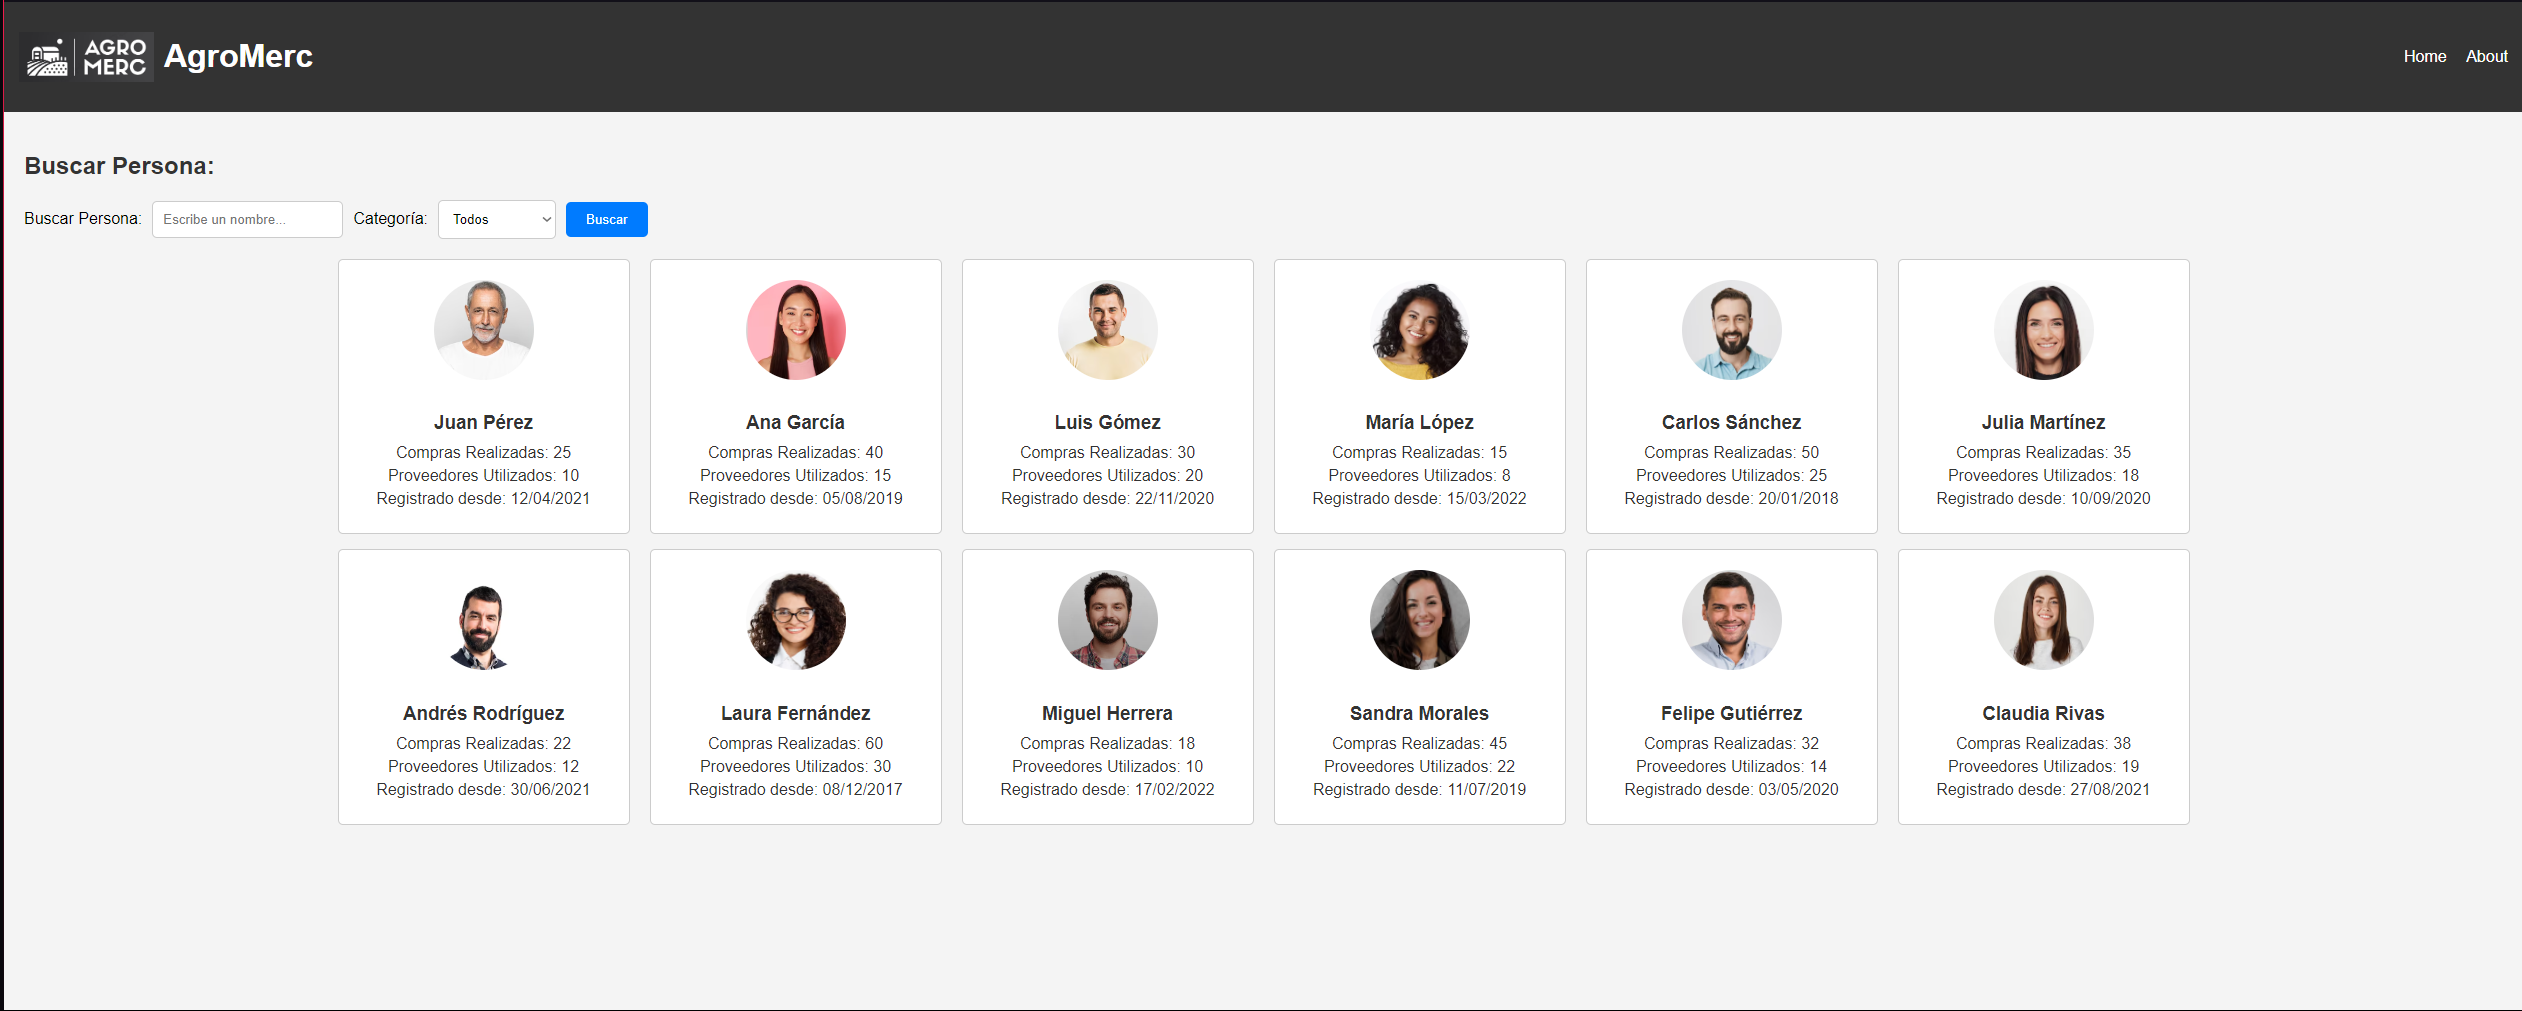 AGRO
MERC
AgroMerc
Home About
Buscar Persona:
Buscar Persona: Escribe un nombre... Categoría: Todos Buscar
Juan Pérez
Compras Realizadas: 25
Proveedores Utilizados: 10
Registrado desde: 12/04/2021
Ana García
Compras Realizadas: 40
Proveedores Utilizados: 15
Registrado desde: 05/08/2019
Luis Gómez
Compras Realizadas: 30
Proveedores Utilizados: 20
Registrado desde: 22/11/2020
María López
Compras Realizadas: 15
Proveedores Utilizados: 8
Registrado desde: 15/03/2022
Carlos Sánchez
Compras Realizadas: 50
Proveedores Utilizados: 25
Registrado desde: 20/01/2018
Julia Martínez
Compras Realizadas: 35
Proveedores Utilizados: 18
Registrado desde: 10/09/2020
Andrés Rodríguez
Compras Realizadas: 22
Proveedores Utilizados: 12
Registrado desde: 30/06/2021
Laura Fernández
Compras Realizadas: 60
Proveedores Utilizados: 30
Registrado desde: 08/12/2017
Miguel Herrera
Compras Realizadas: 18
Proveedores Utilizados: 10
Registrado desde: 17/02/2022
Sandra Morales
Compras Realizadas: 45
Proveedores Utilizados: 22
Registrado desde: 11/07/2019
Felipe Gutiérrez
Compras Realizadas: 32
Proveedores Utilizados: 14
Registrado desde: 03/05/2020
Claudia Rivas
Compras Realizadas: 38
Proveedores Utilizados: 19
Registrado desde: 27/08/2021